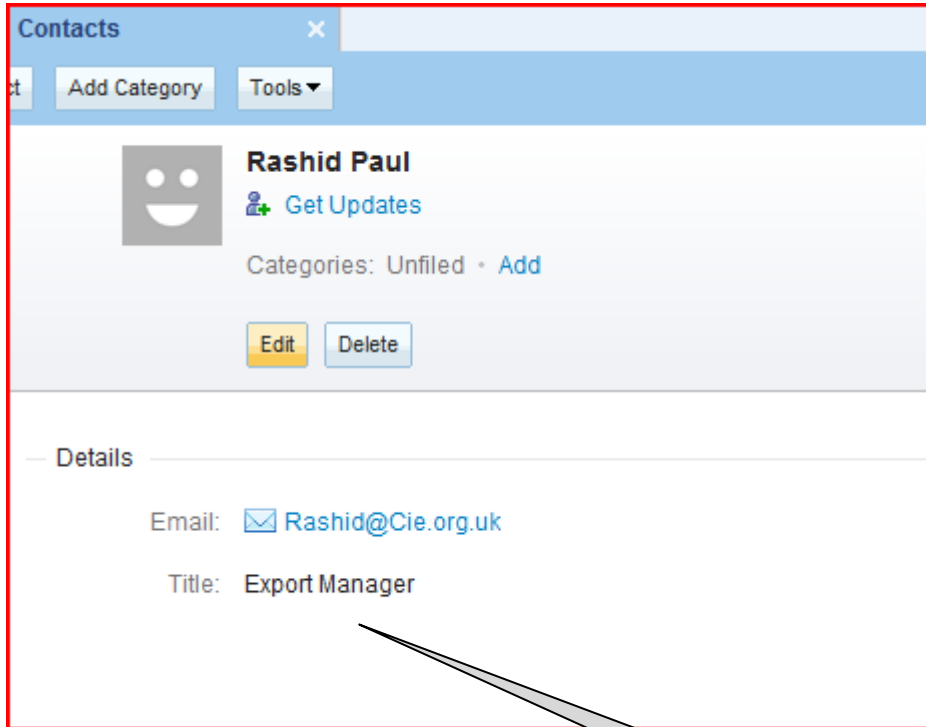 Contacts ×
ct Add Category Tools ▾
Rashid Paul
Get Updates
Categories: Unfiled • Add
Edit Delete
Details
Email: Rashid@Cie.org.uk
Title: Export Manager